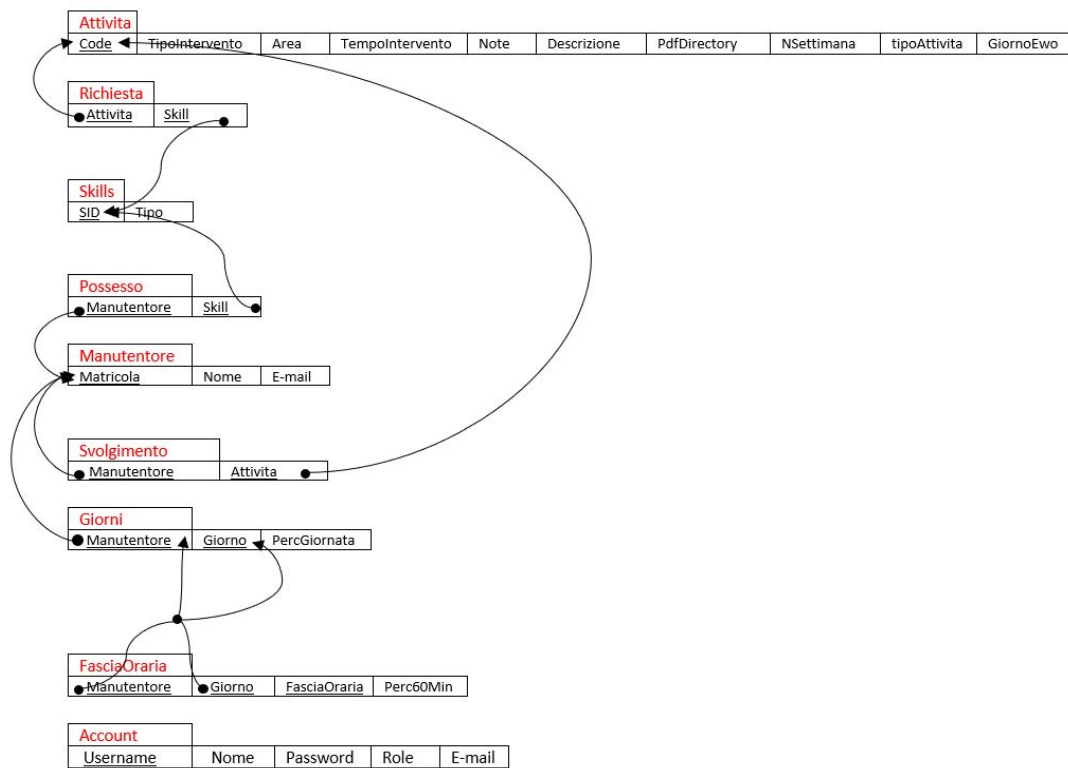 Attivita
Code TipoIntervento Area TempoIntervento Note Descrizione PdfDirectory NSettimana tipoAttivita GiornoEwo
Richiesta
Attivita Skill
Skills
SID Tipo
Possesso
Manutentore Skill
Manutentore
Matricola Nome E-mail
Svolgimento
Manutentore Attivita
Giorni
Manutentore Giorno PercGiornata
FasciaOraria
Manutentore Giorno FasciaOraria Perc60Min
Account
Username Nome Password Role E-mail